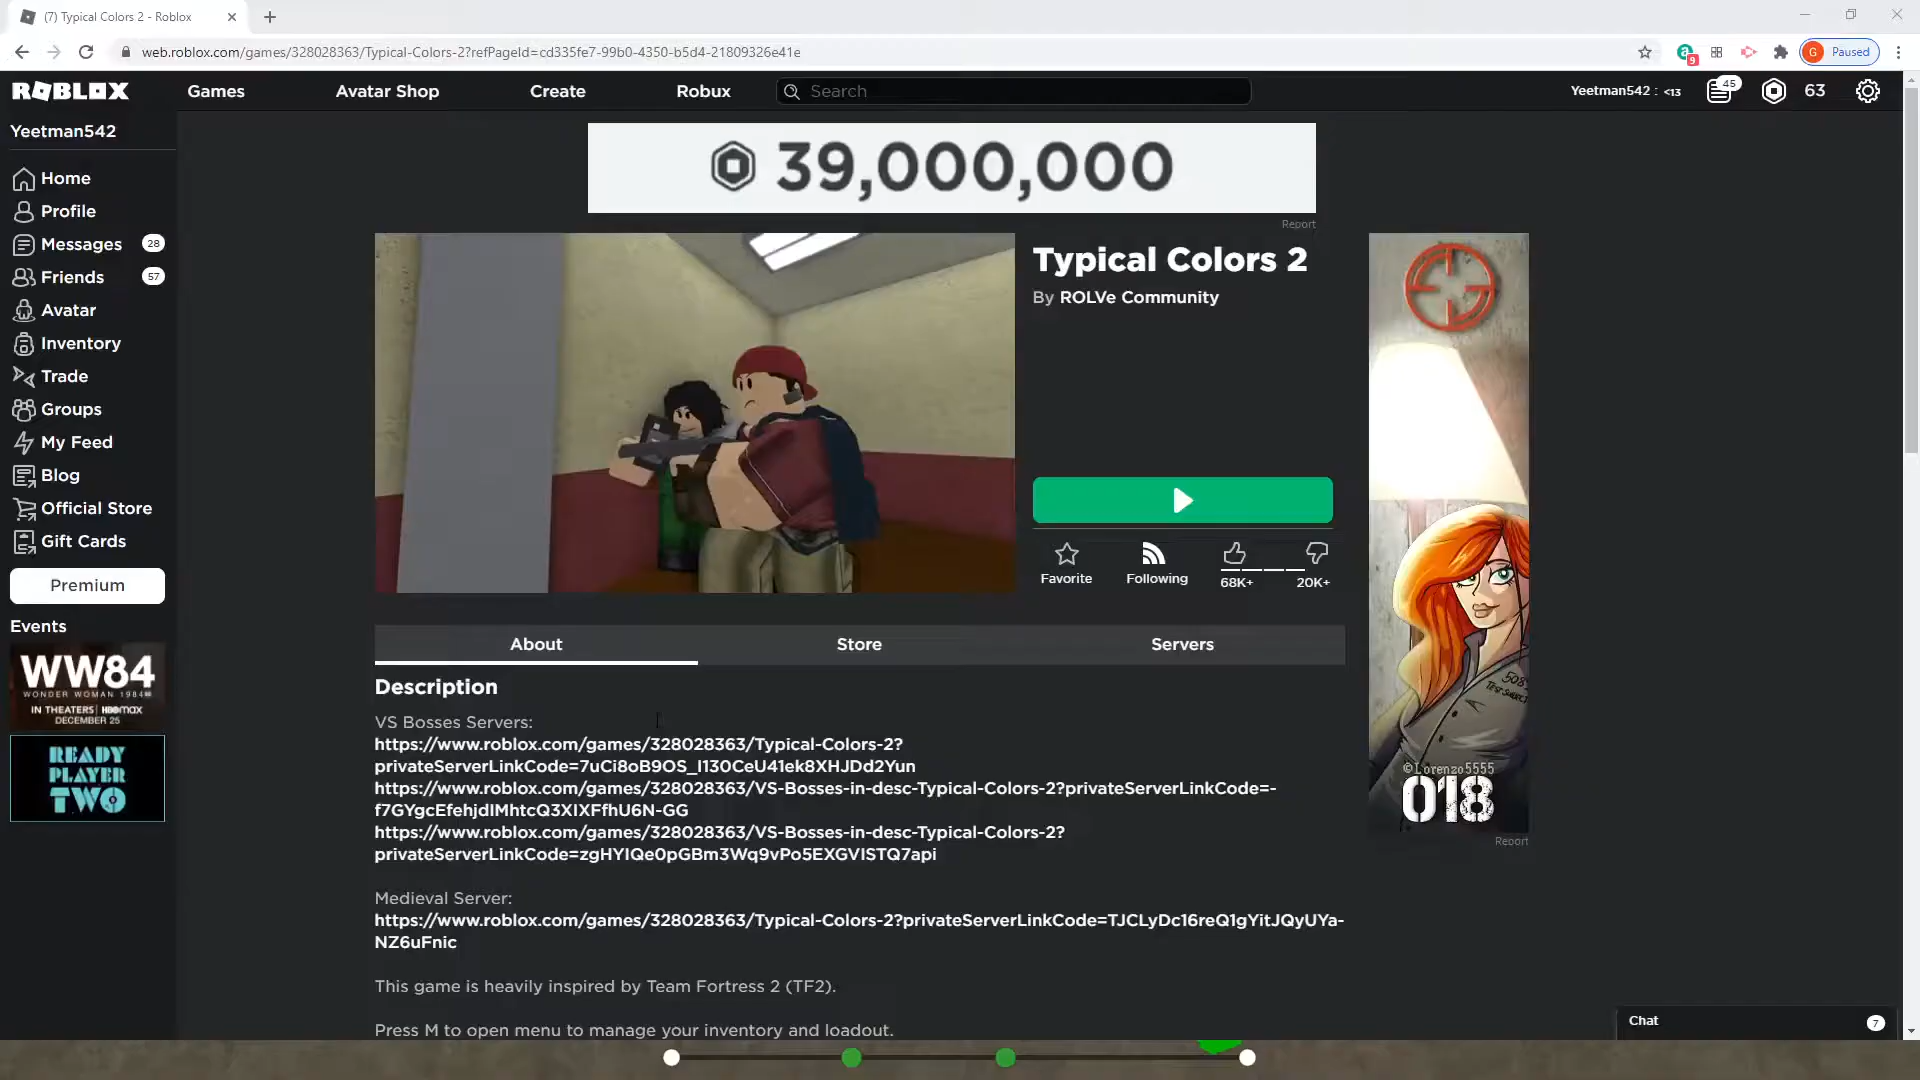 (7) Typical Colors 2 - Roblox
web.roblox.com/games/328028363/Typical-Colors-2?refPageId=cd335fe7-99b0-4350-b5d4-21809326e41e
9
G Paused
ROBLOX
Games
Avatar Shop
Create
Robux
Search
Yeetman542 : <13
45
63
Yeetman542
Home
Profile
Messages 28
Friends 57
Avatar
Inventory
Trade
Groups
My Feed
Blog
Official Store
Gift Cards
Premium
Events
WW84
WONDER WOMAN 1984
IN THEATERS | HBOMAX
DECEMBER 25
READY
PLAYER
TWO
39,000,000
Report
Typical Colors 2
By ROLVe Community
Favorite
Following
68K+
20K+
About
Store
Servers
Description
VS Bosses Servers:
https://www.roblox.com/games/328028363/Typical-Colors-2?
privateServerLinkCode=7uCi8oB9OS_I130CeU41ek8XHJDd2Yun
https://www.roblox.com/games/328028363/VS-Bosses-in-desc-Typical-Colors-2?privateServerLinkCode=-
f7GYgcEfehjdIMhtcQ3XIXFfhU6N-GG
https://www.roblox.com/games/328028363/VS-Bosses-in-desc-Typical-Colors-2?
privateServerLinkCode=zgHYIQe0pGBm3Wq9vPo5EXGVISTQ7api
Medieval Server:
https://www.roblox.com/games/328028363/Typical-Colors-2?privateServerLinkCode=TJCLyDc16reQ1gYitJQyUYa-
NZ6uFnic
This game is heavily inspired by Team Fortress 2 (TF2).
Press M to open menu to manage your inventory and loadout.
508
Test Subject
©Lorenzo5555
018
Report
Chat
7